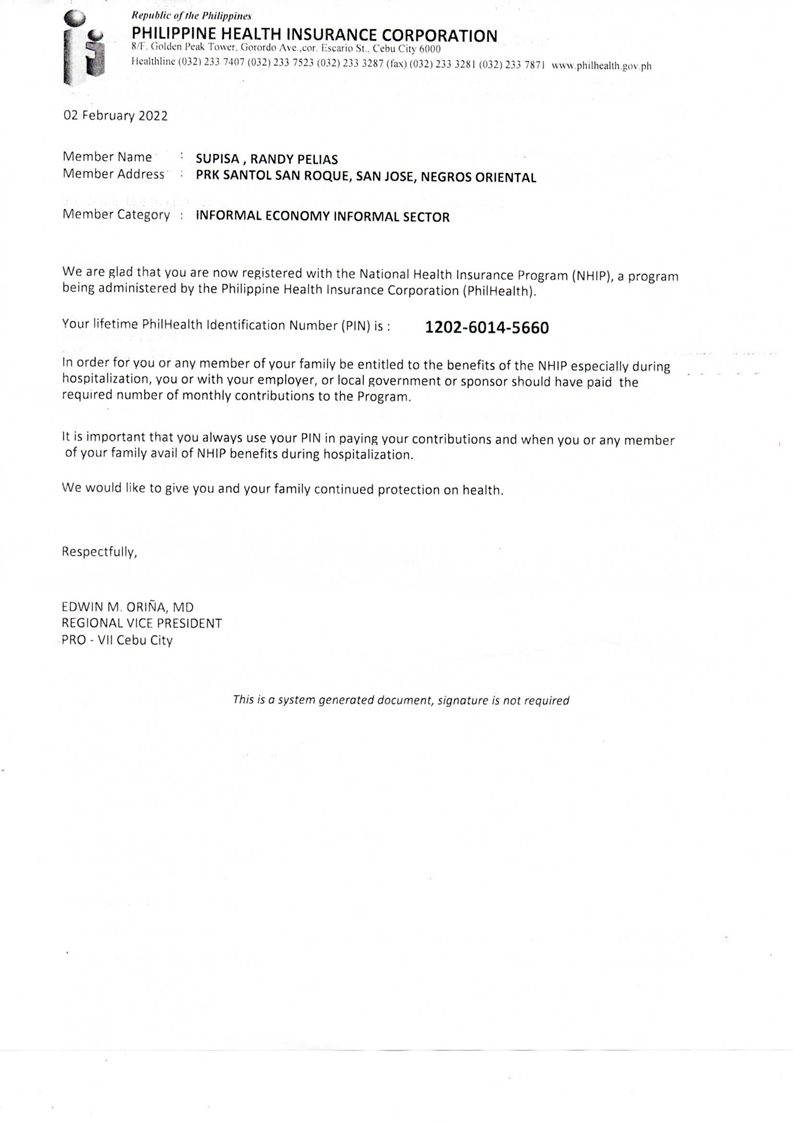 Republic of the Philippines
PHILIPPINE HEALTH INSURANCE CORPORATION
8/F. Golden Peak Tower, Gorordo Ave.,cor. Escario St., Cebu City 6000
Healthline (032) 233 7407 (032) 233 7523 (032) 233 3287 (fax) (032) 233 3281 (032) 233 7871 www.philhealth.gov.ph
02 February 2022
Member Name : SUPISA , RANDY PELIAS
Member Address : PRK SANTOL SAN ROQUE, SAN JOSE, NEGROS ORIENTAL
Member Category : INFORMAL ECONOMY INFORMAL SECTOR
We are glad that you are now registered with the National Health Insurance Program (NHIP), a program
being administered by the Philippine Health Insurance Corporation (PhilHealth).
Your lifetime PhilHealth Identification Number (PIN) is : 1202-6014-5660
In order for you or any member of your family be entitled to the benefits of the NHIP especially during
hospitalization, you or with your employer, or local government or sponsor should have paid the
required number of monthly contributions to the Program.
It is important that you always use your PIN in paying your contributions and when you or any member
of your family avail of NHIP benefits during hospitalization.
We would like to give you and your family continued protection on health.
Respectfully,
EDWIN M. ORIÑA, MD
REGIONAL VICE PRESIDENT
PRO - VII Cebu City
This is a system generated document, signature is not required